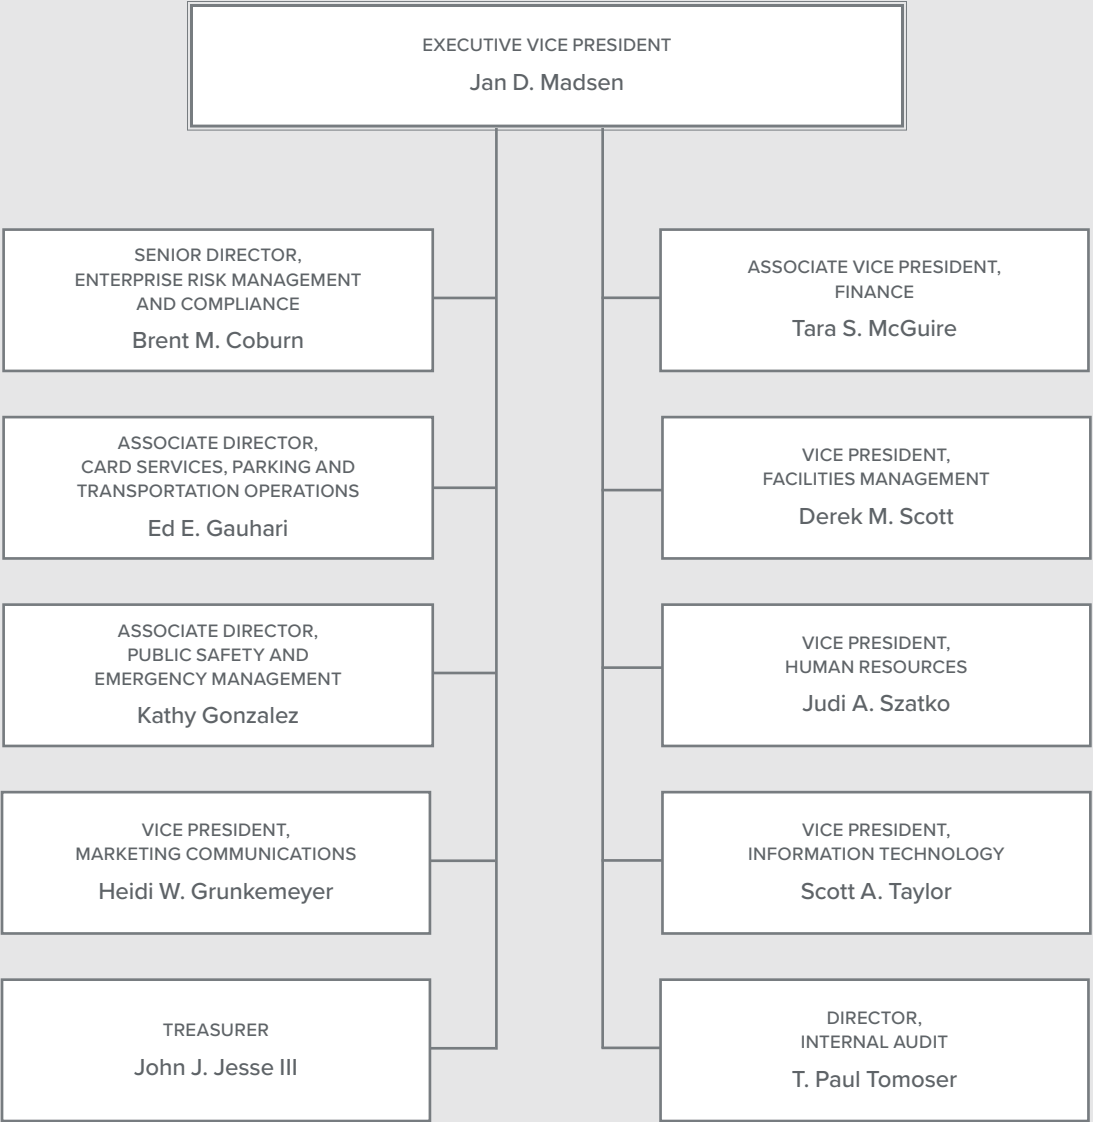 EXECUTIVE VICE PRESIDENT
Jan D. Madsen
SENIOR DIRECTOR,
ENTERPRISE RISK MANAGEMENT
AND COMPLIANCE
Brent M. Coburn
ASSOCIATE VICE PRESIDENT,
FINANCE
Tara S. McGuire
ASSOCIATE DIRECTOR,
CARD SERVICES, PARKING AND
TRANSPORTATION OPERATIONS
Ed E. Gauhari
VICE PRESIDENT,
FACILITIES MANAGEMENT
Derek M. Scott
ASSOCIATE DIRECTOR,
PUBLIC SAFETY AND
EMERGENCY MANAGEMENT
Kathy Gonzalez
VICE PRESIDENT,
HUMAN RESOURCES
Judi A. Szatko
VICE PRESIDENT,
MARKETING COMMUNICATIONS
Heidi W. Grunkemeyer
VICE PRESIDENT,
INFORMATION TECHNOLOGY
Scott A. Taylor
TREASURER
John J. Jesse III
DIRECTOR,
INTERNAL AUDIT
T. Paul Tomoser